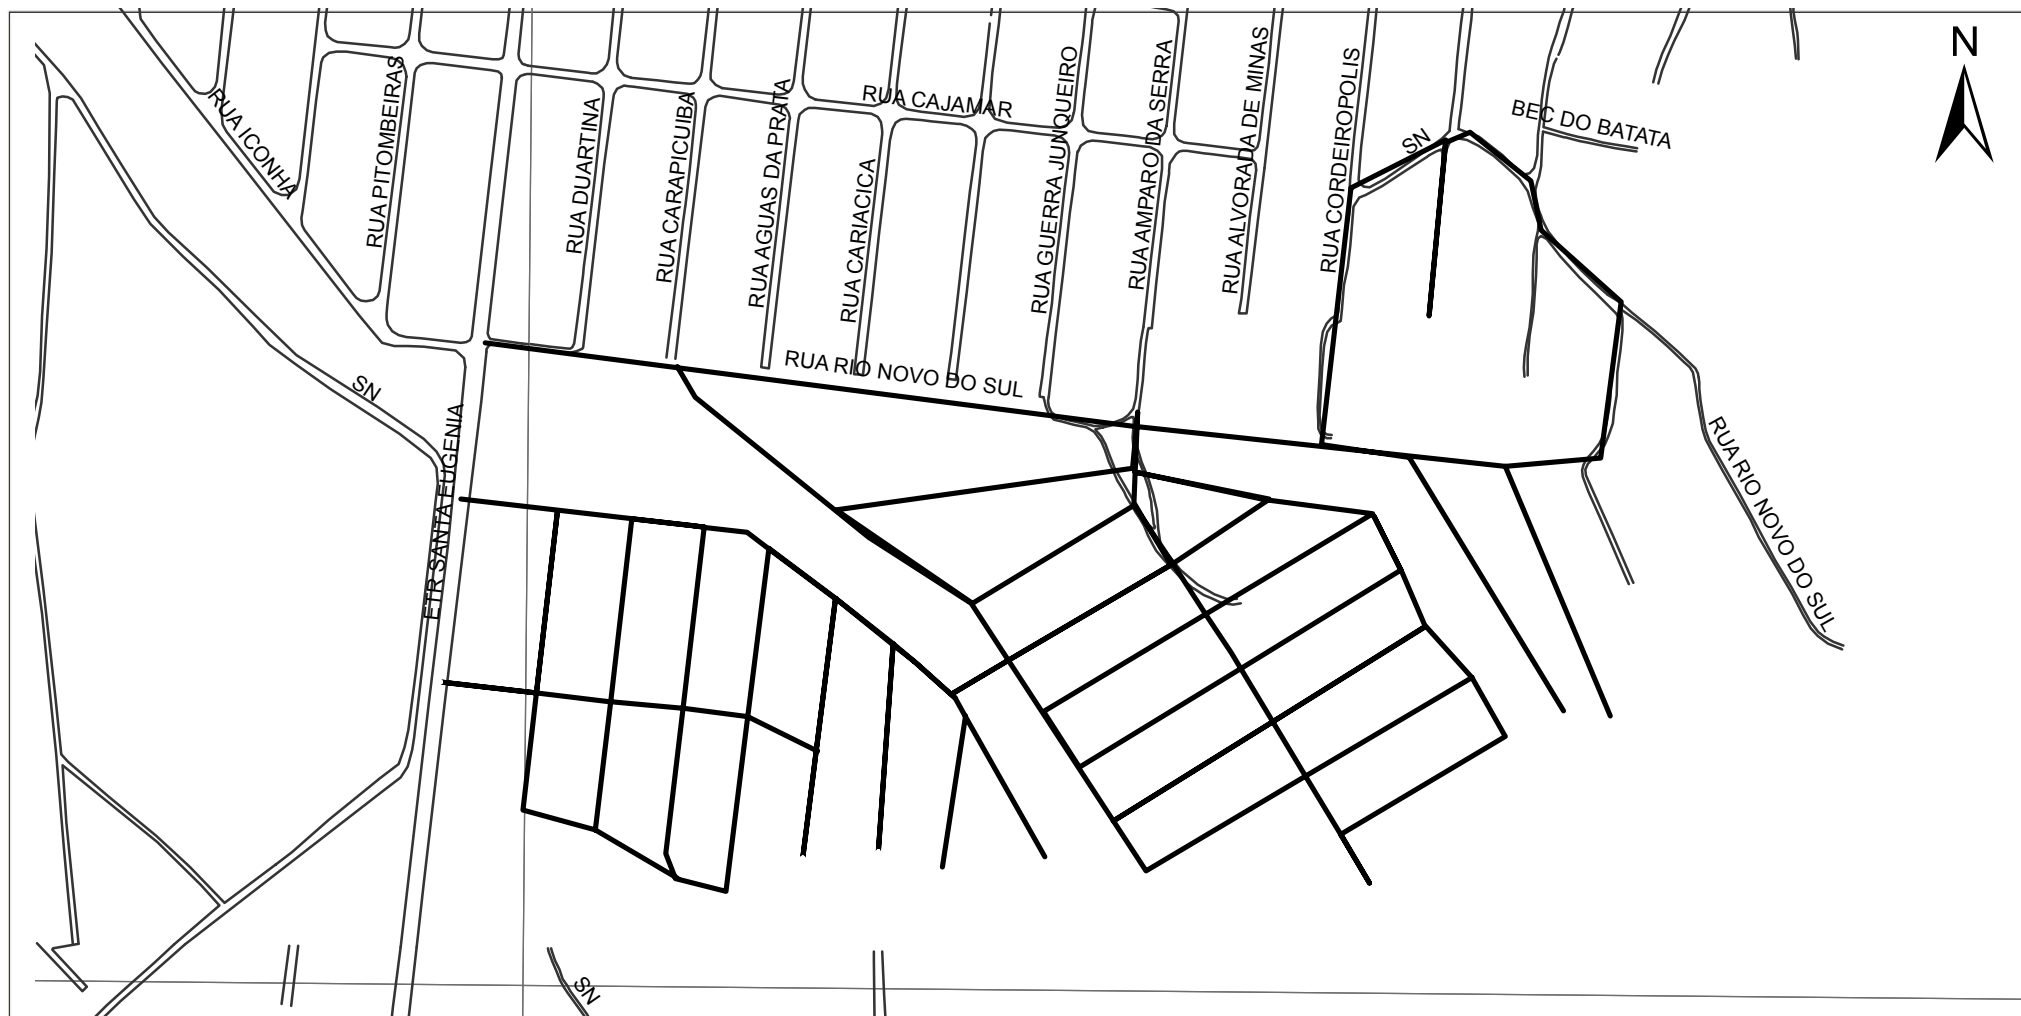 N
RUA ICONHA
RUA PITOMBEIRAS
RUA DUARTINA
RUA CARAPICUIBA
RUA AGUAS DA PRATA
RUA CAJAMAR
RUA CARIACICA
RUA GUERRA JUNQUEIRO
RUA AMPARO DA SERRA
RUA ALVORADA DE MINAS
RUA CORDEIROPOLIS
SN
BEC DO BATATA
RUA RIO NOVO DO SUL
SN
ETR SANTA EUGENIA
RUA RIO NOVO DO SUL
SN